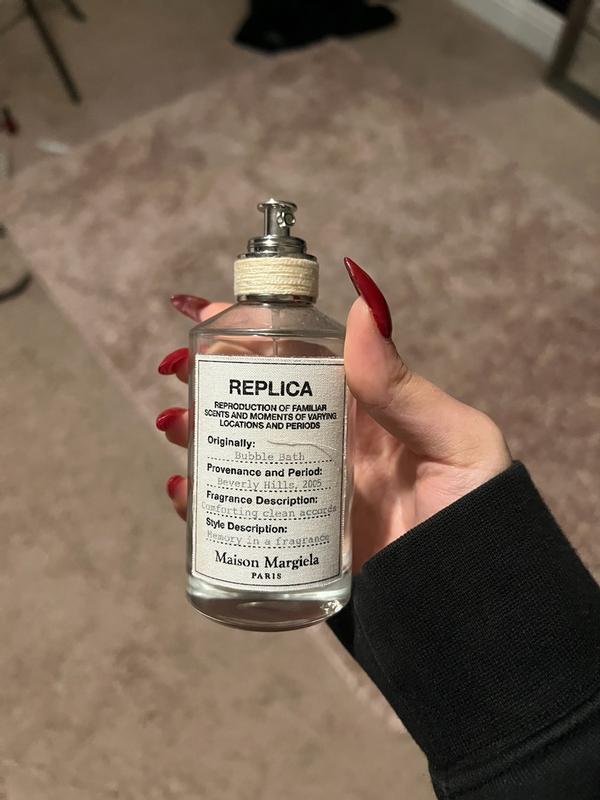 REPLICA
REPRODUCTION OF FAMILIAR
SCENTS AND MOMENTS OF VARYING
LOCATIONS AND PERIODS
Originally:
Bubble Bath
Provenance and Period:
Beverly Hills, 2005
Fragrance Description:
Comforting clean accords
Style Description:
Memory in a fragrance
Maison Margiela
PARIS